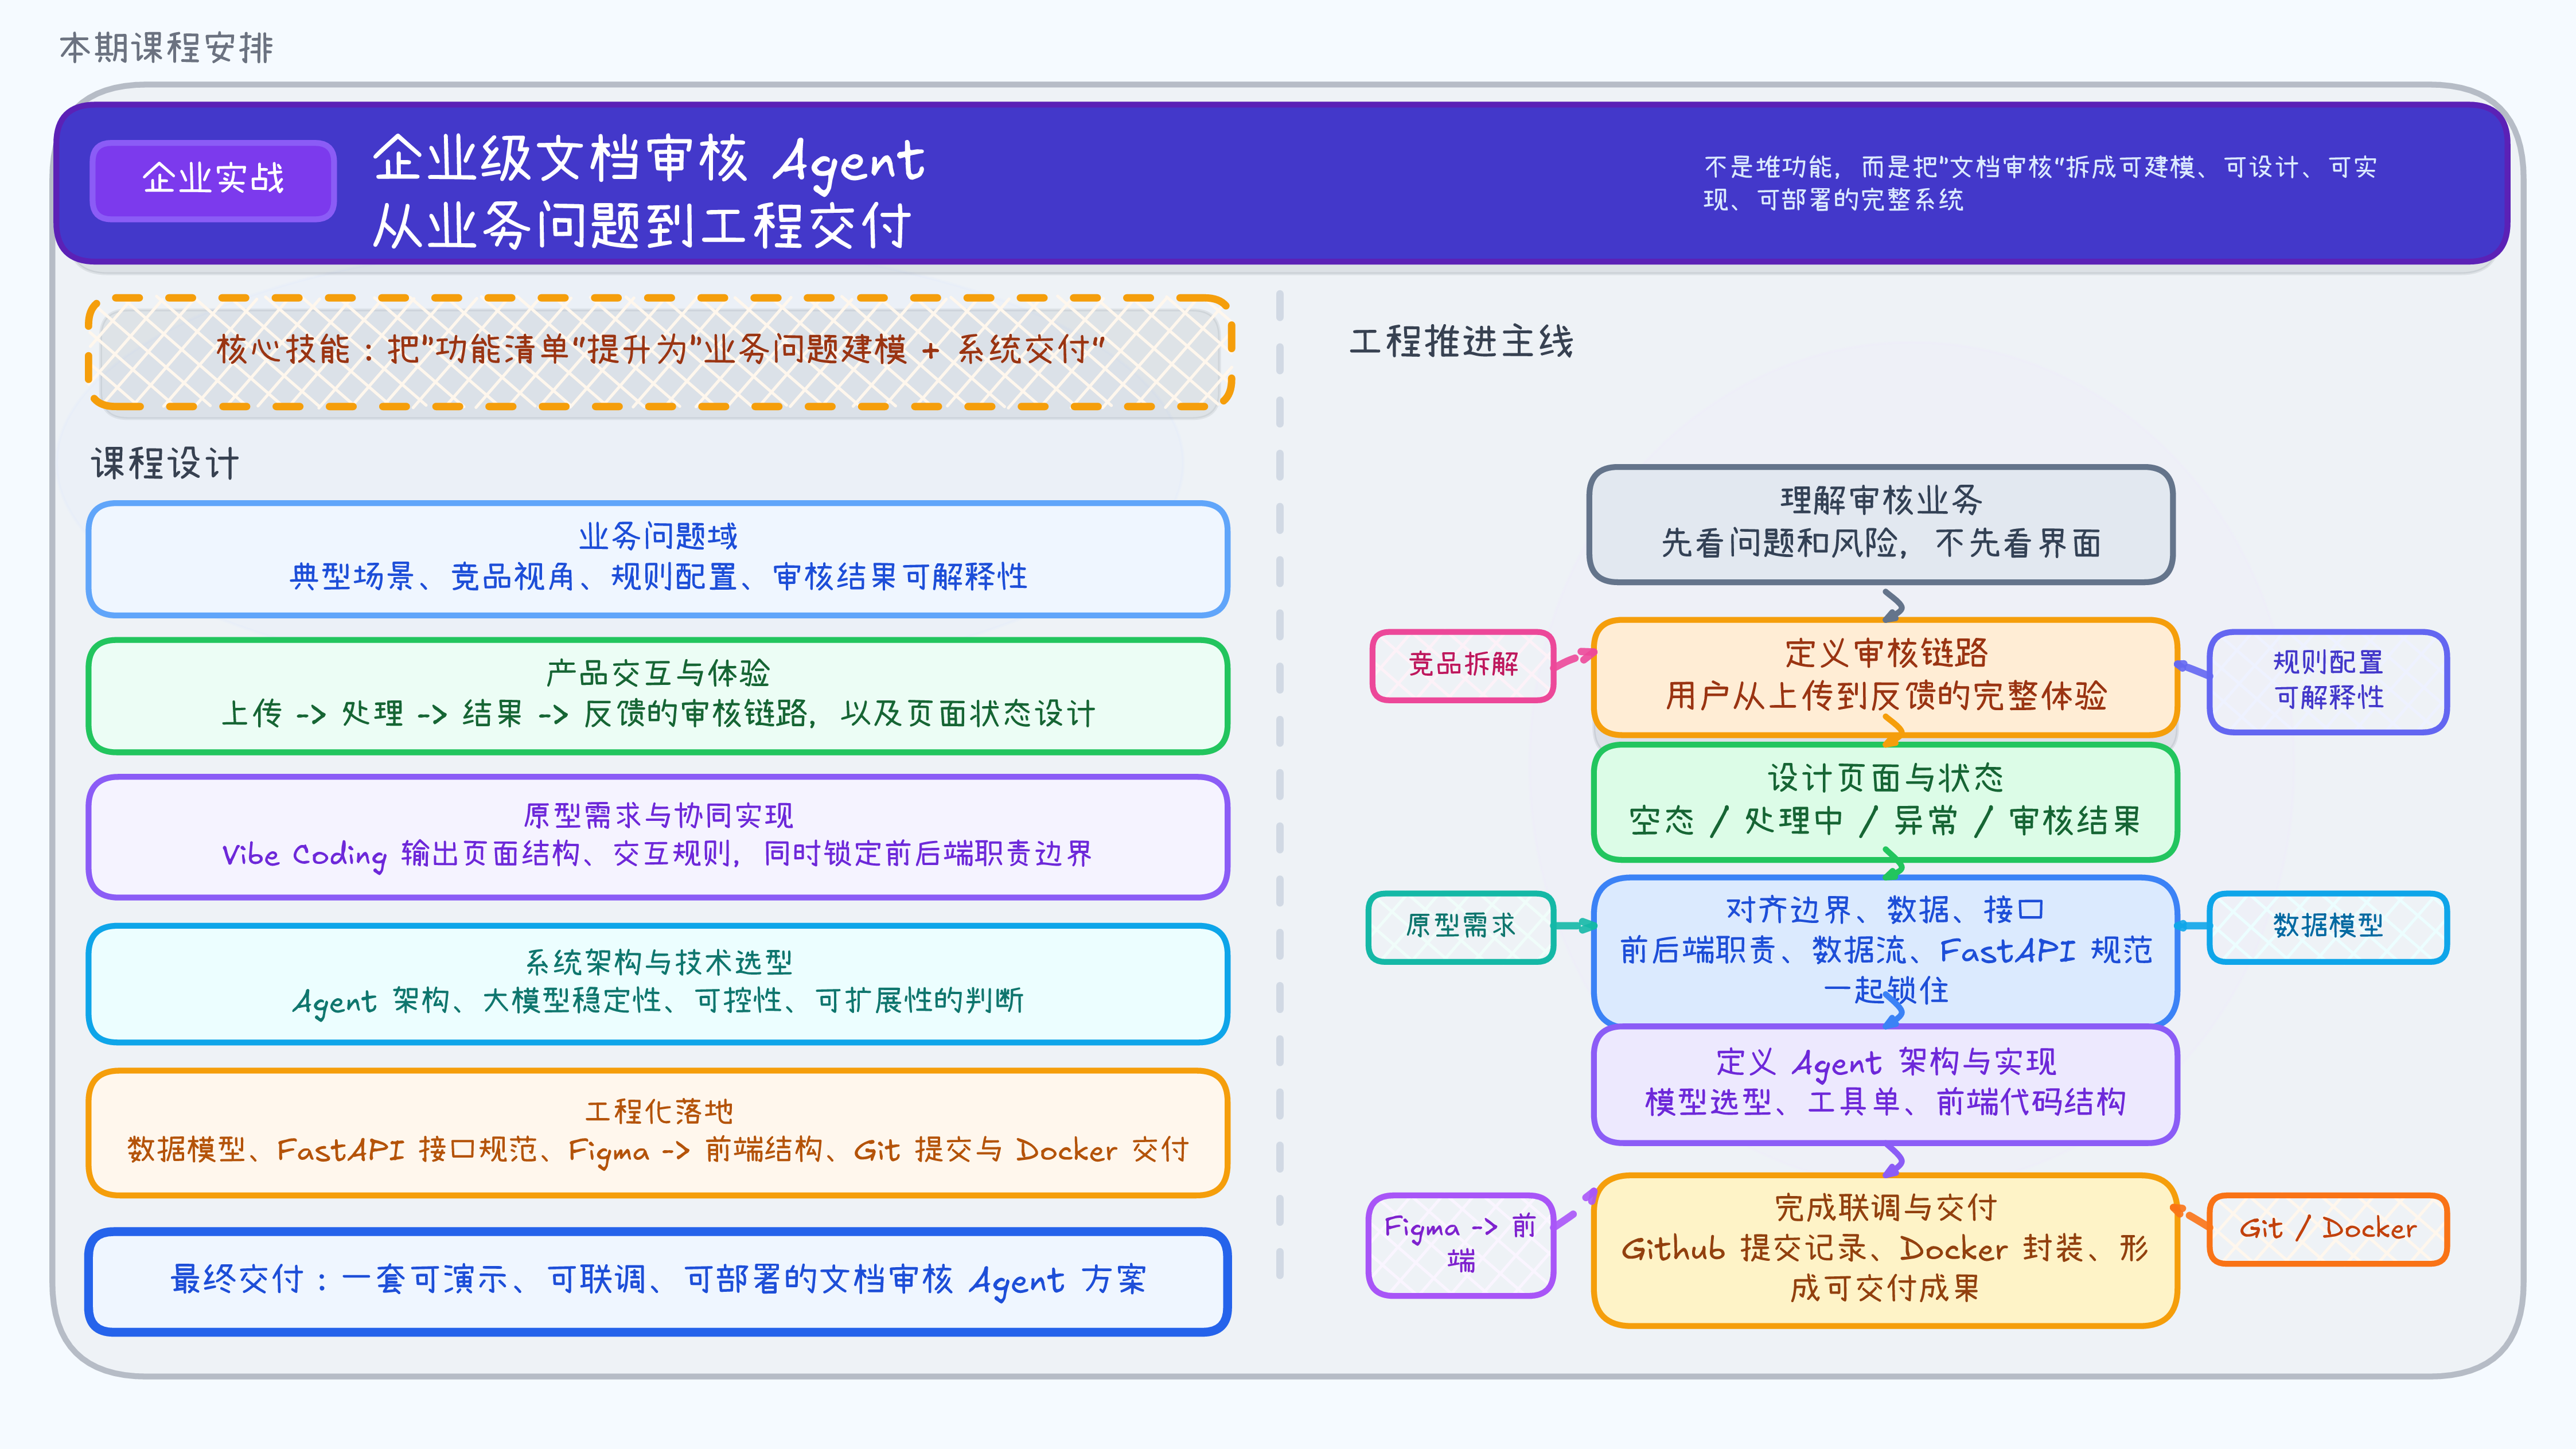 本期课程安排
企业实战
企业级文档审核 Agent
从业务问题到工程交付
不是堆功能，而是把"文档审核"拆成可建模、可设计、可实
现、可部署的完整系统
核心技能：把"功能清单"提升为"业务问题建模 + 系统交付"
课程设计
业务问题域
典型场景、竞品视角、规则配置、审核结果可解释性
产品交互与体验
上传 -> 处理 -> 结果 -> 反馈的审核链路，以及页面状态设计
原型需求与协同实现
Vibe Coding 输出页面结构、交互规则，同时锁定前后端职责边界
系统架构与技术选型
Agent 架构、大模型稳定性、可控性、可扩展性的判断
工程化落地
数据模型、FastAPI 接口规范、Figma -> 前端结构、Git 提交与 Docker 交付
最终交付：一套可演示、可联调、可部署的文档审核 Agent 方案
工程推进主线
理解审核业务
先看问题和风险，不先看界面
竞品拆解
定义审核链路
用户从上传到反馈的完整体验
规则配置
可解释性
设计页面与状态
空态 / 处理中 / 异常 / 审核结果
原型需求
对齐边界、数据、接口
前后端职责、数据流、FastAPI 规范
一起锁住
数据模型
定义 Agent 架构与实现
模型选型、工具单、前端代码结构
Figma -> 前
端
完成联调与交付
Github 提交记录、Docker 封装、形
成可交付成果
Git / Docker